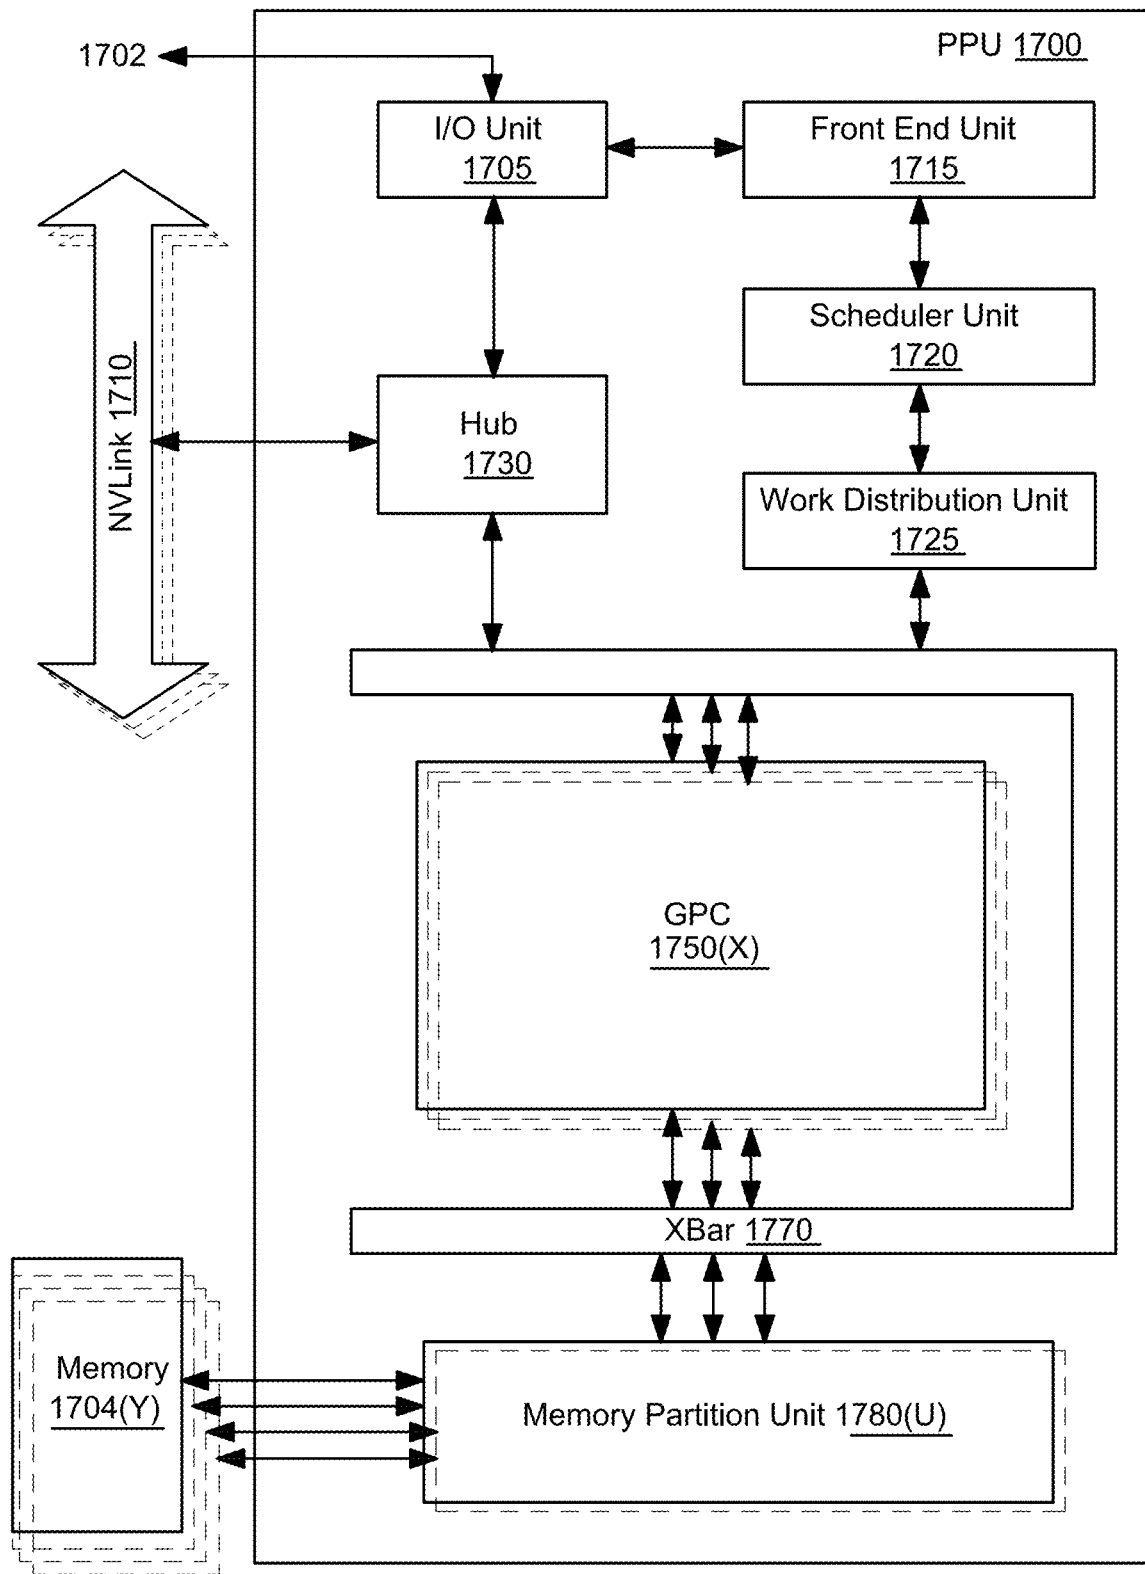 PPU 1700
1702
I/O Unit
1705
Front End Unit
1715
Scheduler Unit
1720
NVLink 1710
Hub
1730
Work Distribution Unit
1725
GPC
1750(X)
XBar 1770
Memory
1704(Y)
Memory Partition Unit 1780(U)